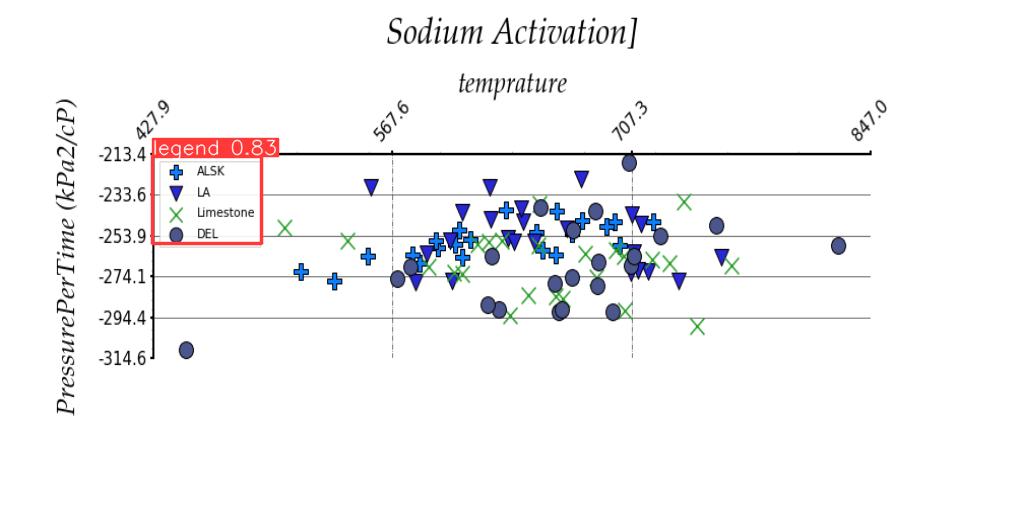 Sodium Activation]
temprature
427.9
567.6
707.3
847.0
PressurePerTime (kPa2/cP)
-213.4
-233.6
-253.9
-274.1
-294.4
-314.6
legend 0.83
ALSK
LA
Limestone
DEL